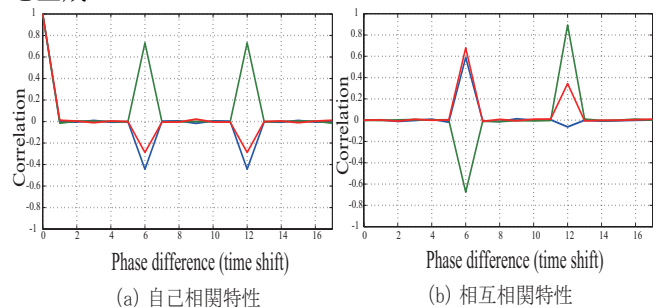 1
0.8
0.6
0.4
0.2
0
-0.2
-0.4
-0.6
-0.8
-1
0 2 4 6 8 10 12 14 16
Correlation
Phase difference (time shift)
(a) 自己相関特性
1
0.8
0.6
0.4
0.2
0
-0.2
-0.4
-0.6
-0.8
-1
0 2 4 6 8 10 12 14 16
Correlation
Phase difference (time shift)
(b) 相互相関特性